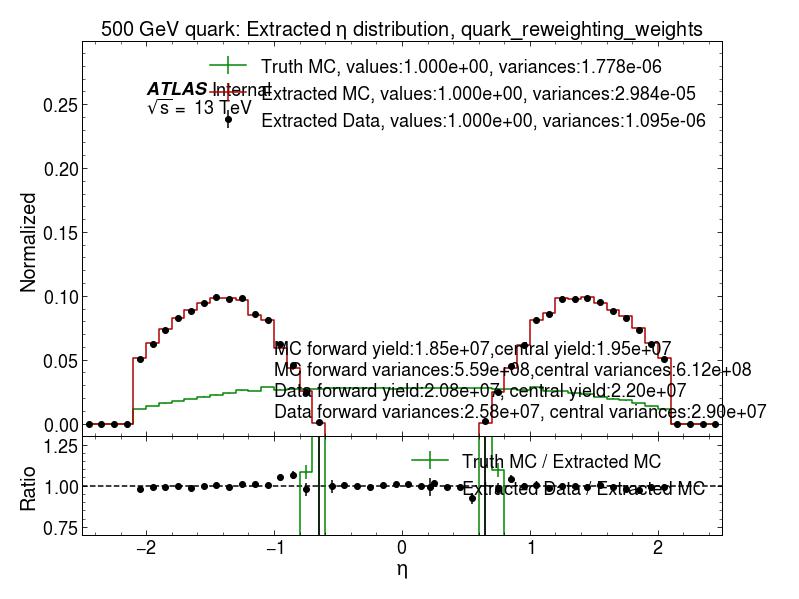 500 GeV quark: Extracted η distribution, quark_reweighting_weights
Truth MC, values:1.000e+00, variances:1.778e-06
ATLAS Internal
Extracted MC, values:1.000e+00, variances:2.984e-05
√s = 13 TeV
Extracted Data, values:1.000e+00, variances:1.095e-06
Normalized
0.25
0.20
0.15
0.10
0.05
0.00
MC forward yield:1.85e+07,central yield:1.95e+07
MC forward variances:5.59e+08,central variances:6.12e+08
Data forward yield:2.08e+07, central yield:2.20e+07
Data forward variances:2.58e+07, central variances:2.90e+07
Ratio
1.25
1.00
0.75
Truth MC / Extracted MC
Extracted Data / Extracted MC
−2
−1
0
1
2
η